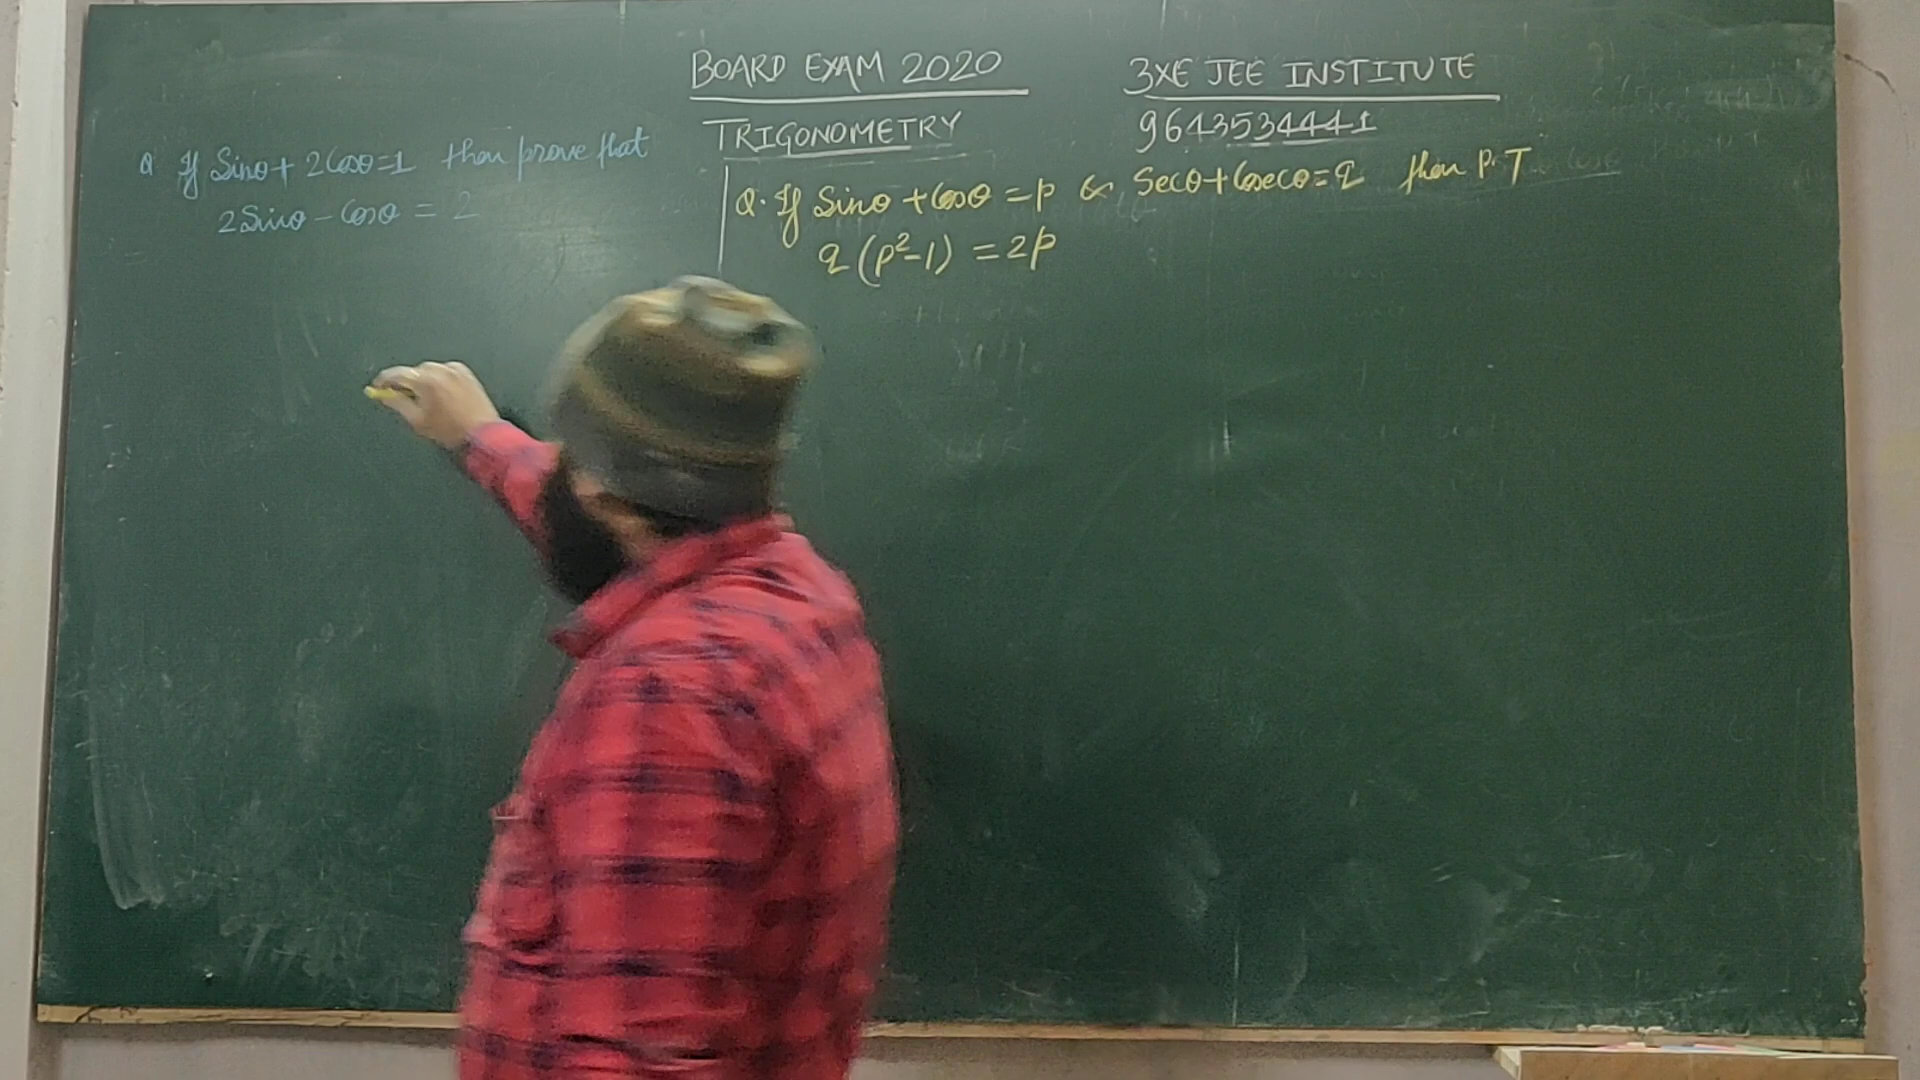 BOARD EXAM 2020
3XE JEE INSTITUTE
TRIGONOMETRY
9643534441
Q If Sinθ + 2Cosθ=1 then prove that
2Sinθ - Cosθ = 2
Q. If Sinθ + Cosθ = p & Secθ+Cosecθ=q then P.T
q (p²-1) = 2p